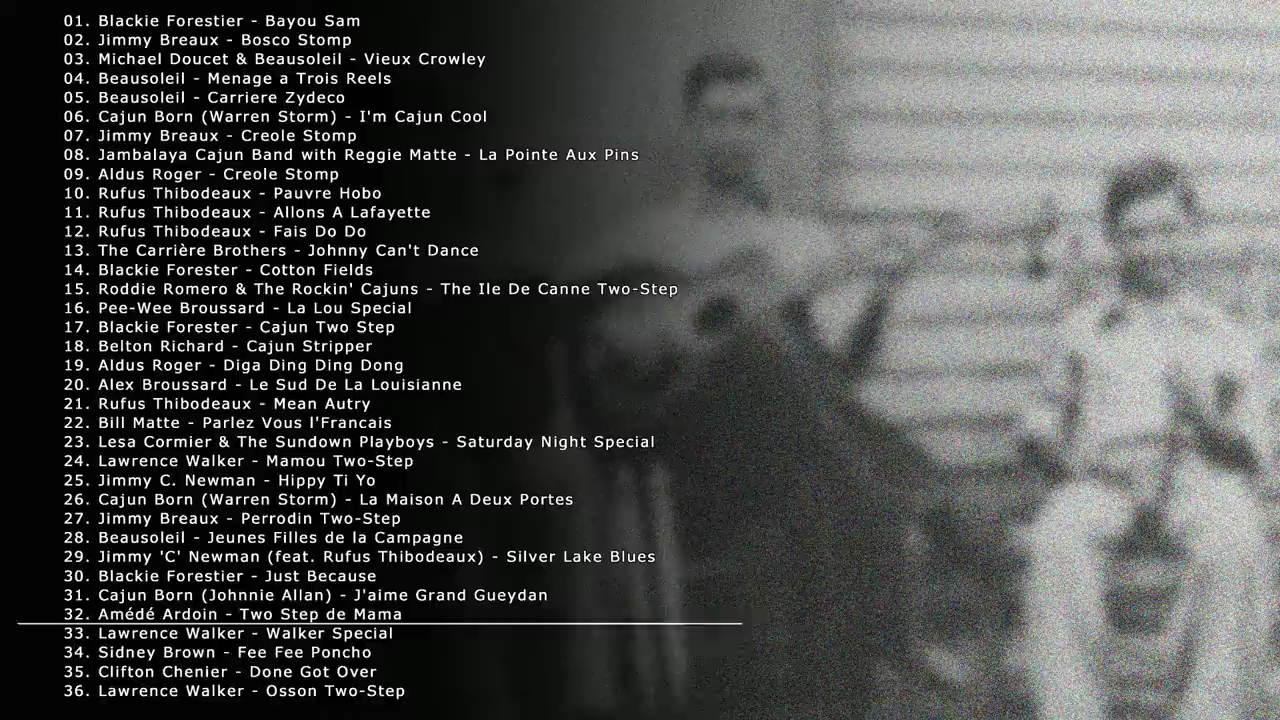 01. Blackie Forestier - Bayou Sam
02. Jimmy Breaux - Bosco Stomp
03. Michael Doucet & Beausoleil - Vieux Crowley
04. Beausoleil - Menage a Trois Reels
05. Beausoleil - Carriere Zydeco
06. Cajun Born (Warren Storm) - I'm Cajun Cool
07. Jimmy Breaux - Creole Stomp
08. Jambalaya Cajun Band with Reggie Matte - La Pointe Aux Pins
09. Aldus Roger - Creole Stomp
10. Rufus Thibodeaux - Pauvre Hobo
11. Rufus Thibodeaux - Allons A Lafayette
12. Rufus Thibodeaux - Fais Do Do
13. The Carrière Brothers - Johnny Can't Dance
14. Blackie Forester - Cotton Fields
15. Roddie Romero & The Rockin' Cajuns - The Ile De Canne Two-Step
16. Pee-Wee Broussard - La Lou Special
17. Blackie Forester - Cajun Two Step
18. Belton Richard - Cajun Stripper
19. Aldus Roger - Diga Ding Ding Dong
20. Alex Broussard - Le Sud De La Louisianne
21. Rufus Thibodeaux - Mean Autry
22. Bill Matte - Parlez Vous l'Francais
23. Lesa Cormier & The Sundown Playboys - Saturday Night Special
24. Lawrence Walker - Mamou Two-Step
25. Jimmy C. Newman - Hippy Ti Yo
26. Cajun Born (Warren Storm) - La Maison A Deux Portes
27. Jimmy Breaux - Perrodin Two-Step
28. Beausoleil - Jeunes Filles de la Campagne
29. Jimmy 'C' Newman (feat. Rufus Thibodeaux) - Silver Lake Blues
30. Blackie Forestier - Just Because
31. Cajun Born (Johnnie Allan) - J'aime Grand Gueydan
32. Amédé Ardoin - Two Step de Mama
33. Lawrence Walker - Walker Special
34. Sidney Brown - Fee Fee Poncho
35. Clifton Chenier - Done Got Over
36. Lawrence Walker - Osson Two-Step